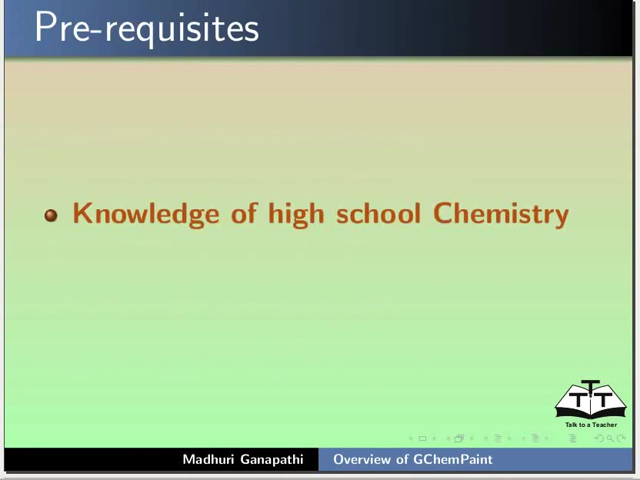 Pre-requisites
Knowledge of high school Chemistry
T
T T
Talk to a Teacher
Madhuri Ganapathi
Overview of GChemPaint